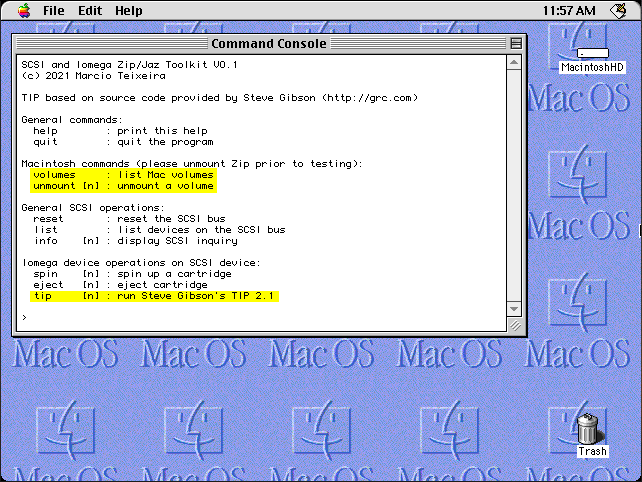 File Edit Help 11:57 AM
Command Console
MacintoshHD
SCSI and Iomega Zip/Jaz Toolkit V0.1
(c) 2021 Marcio Teixeira
TIP based on source code provided by Steve Gibson (http://grc.com)
General commands:
help : print this help
quit : quit the program
Macintosh commands (please unmount Zip prior to testing):
volumes : list Mac volumes
unmount [n] : unmount a volume
General SCSI operations:
reset : reset the SCSI bus
list : list devices on the SCSI bus
info [n] : display SCSI inquiry
Iomega device operations on SCSI device:
spin [n] : spin up a cartridge
eject [n] : eject cartridge
tip [n] : run Steve Gibson's TIP 2.1
>
Mac OS
Mac OS
Mac OS Mac OS Mac OS Mac OS Mac OS
Trash
Mac OS Mac OS Mac OS Mac OS Mac OS